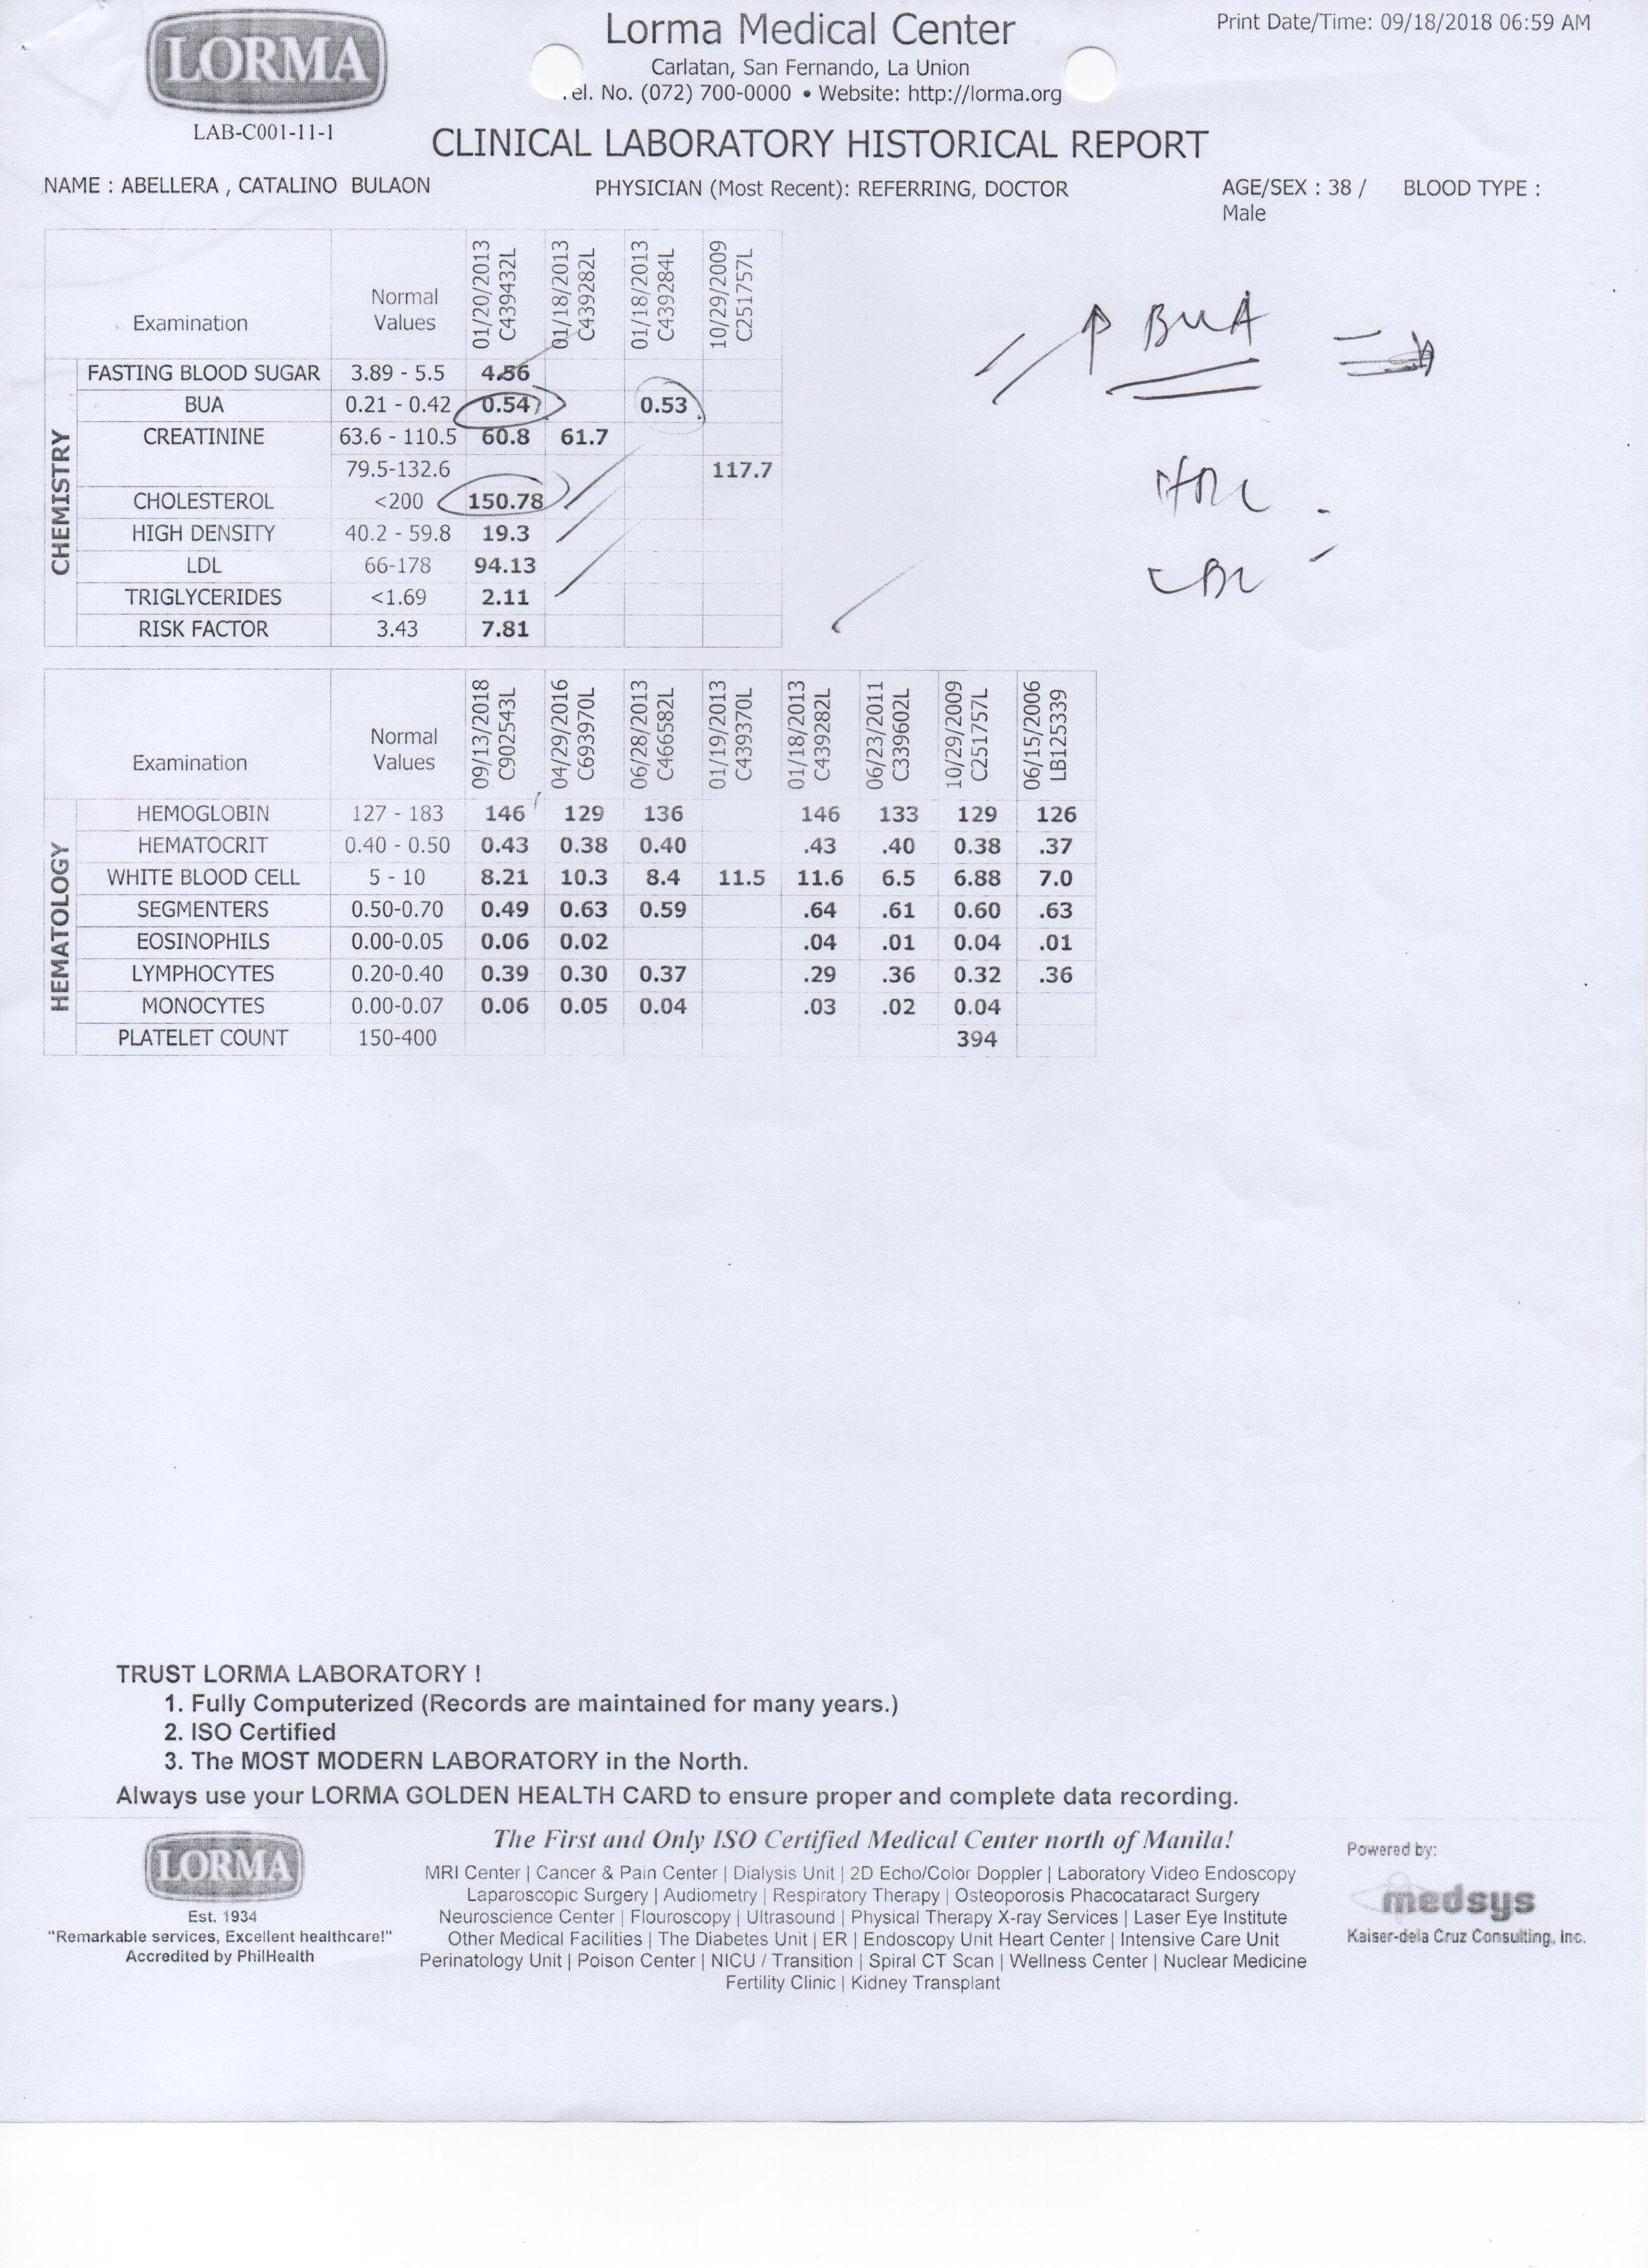 LORMA
LAB-C001-11-1
Lorma Medical Center
Carlatan, San Fernando, La Union
el. No. (072) 700-0000 • Website: http://lorma.org
Print Date/Time: 09/18/2018 06:59 AM
CLINICAL LABORATORY HISTORICAL REPORT
NAME : ABELLERA , CATALINO BULAON PHYSICIAN (Most Recent): REFERRING, DOCTOR AGE/SEX : 38 / Male BLOOD TYPE :
Examination Normal Values 01/20/2013 C439432L 01/18/2013 C439282L 01/18/2013 C439284L 10/29/2009 C251757L
CHEMISTRY
FASTING BLOOD SUGAR 3.89 - 5.5 4.56
BUA 0.21 - 0.42 0.54 0.53
CREATININE 63.6 - 110.5 60.8 61.7
79.5-132.6 117.7
CHOLESTEROL <200 150.78
HIGH DENSITY 40.2 - 59.8 19.3
LDL 66-178 94.13
TRIGLYCERIDES <1.69 2.11
RISK FACTOR 3.43 7.81
↑ BUA
HDL
LDL
Examination Normal Values 09/13/2018 C902543L 04/29/2016 C693970L 06/28/2013 C466582L 01/19/2013 C439370L 01/18/2013 C439282L 06/23/2011 C339602L 10/29/2009 C251757L 06/15/2006 LB125339
HEMATOLOGY
HEMOGLOBIN 127 - 183 146 129 136 146 133 129 126
HEMATOCRIT 0.40 - 0.50 0.43 0.38 0.40 .43 .40 0.38 .37
WHITE BLOOD CELL 5 - 10 8.21 10.3 8.4 11.5 11.6 6.5 6.88 7.0
SEGMENTERS 0.50-0.70 0.49 0.63 0.59 .64 .61 0.60 .63
EOSINOPHILS 0.00-0.05 0.06 0.02 .04 .01 0.04 .01
LYMPHOCYTES 0.20-0.40 0.39 0.30 0.37 .29 .36 0.32 .36
MONOCYTES 0.00-0.07 0.06 0.05 0.04 .03 .02 0.04
PLATELET COUNT 150-400 394
TRUST LORMA LABORATORY !
1. Fully Computerized (Records are maintained for many years.)
2. ISO Certified
3. The MOST MODERN LABORATORY in the North.
Always use your LORMA GOLDEN HEALTH CARD to ensure proper and complete data recording.
LORMA
Est. 1934
"Remarkable services, Excellent healthcare!"
Accredited by PhilHealth
The First and Only ISO Certified Medical Center north of Manila!
MRI Center | Cancer & Pain Center | Dialysis Unit | 2D Echo/Color Doppler | Laboratory Video Endoscopy
Laparoscopic Surgery | Audiometry | Respiratory Therapy | Osteoporosis Phacocataract Surgery
Neuroscience Center | Flouroscopy | Ultrasound | Physical Therapy X-ray Services | Laser Eye Institute
Other Medical Facilities | The Diabetes Unit | ER | Endoscopy Unit Heart Center | Intensive Care Unit
Perinatology Unit | Poison Center | NICU / Transition | Spiral CT Scan | Wellness Center | Nuclear Medicine
Fertility Clinic | Kidney Transplant
Powered by:
medsys
Kaiser-dela Cruz Consulting, Inc.